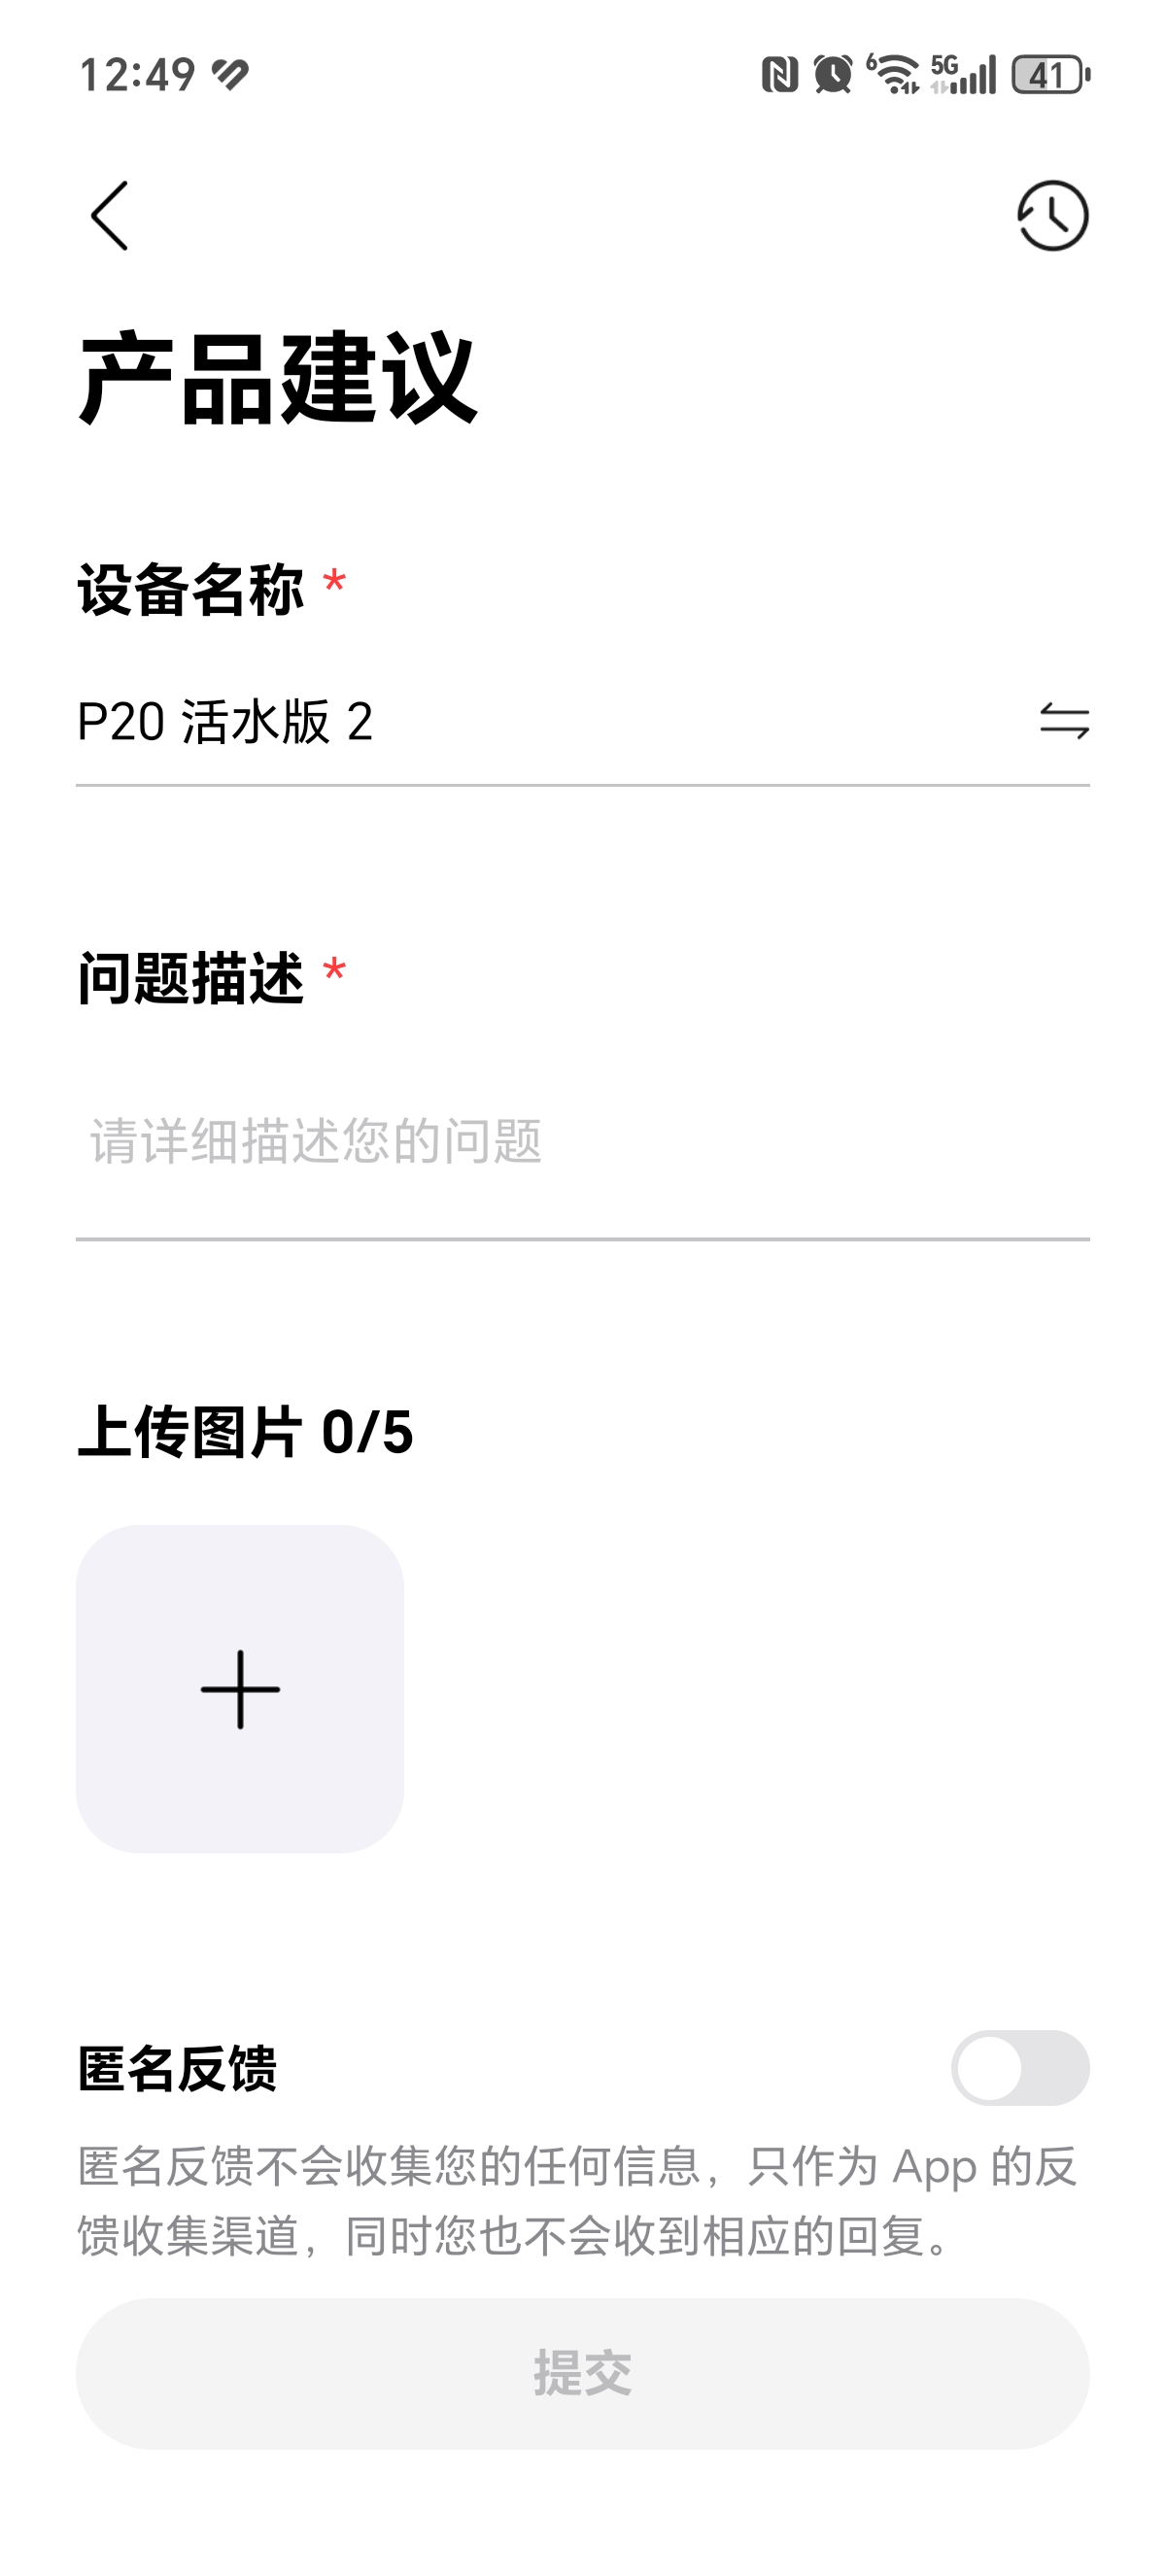 12:49
6 5G 41
产品建议
设备名称 *
P20 活水版 2
问题描述 *
请详细描述您的问题
上传图片 0/5
匿名反馈
匿名反馈不会收集您的任何信息，只作为 App 的反
馈收集渠道，同时您也不会收到相应的回复。
提交